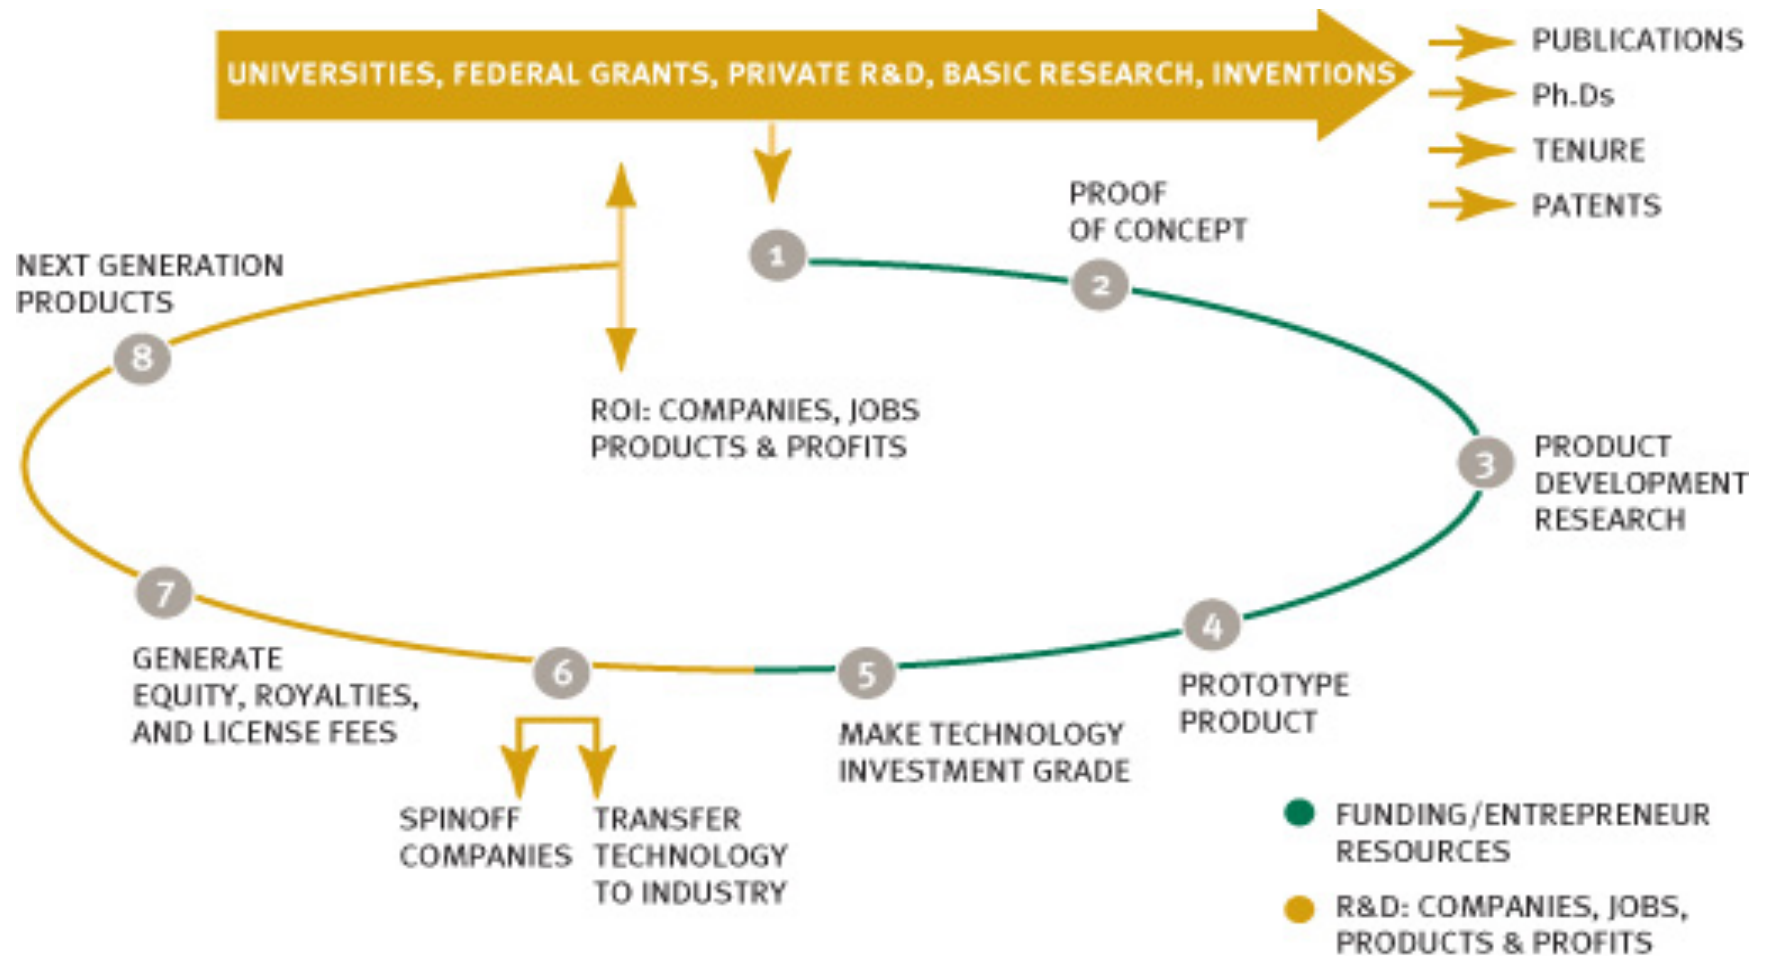 UNIVERSITIES, FEDERAL GRANTS, PRIVATE R&D, BASIC RESEARCH, INVENTIONS
PUBLICATIONS
Ph.Ds
TENURE
PATENTS
1
PROOF
OF CONCEPT
2
3
PRODUCT
DEVELOPMENT
RESEARCH
4
PROTOTYPE
PRODUCT
5
MAKE TECHNOLOGY
INVESTMENT GRADE
6
SPINOFF
COMPANIES
TRANSFER
TECHNOLOGY
TO INDUSTRY
7
GENERATE
EQUITY, ROYALTIES,
AND LICENSE FEES
NEXT GENERATION
PRODUCTS
8
ROI: COMPANIES, JOBS
PRODUCTS & PROFITS
FUNDING/ENTREPRENEUR
RESOURCES
R&D: COMPANIES, JOBS,
PRODUCTS & PROFITS